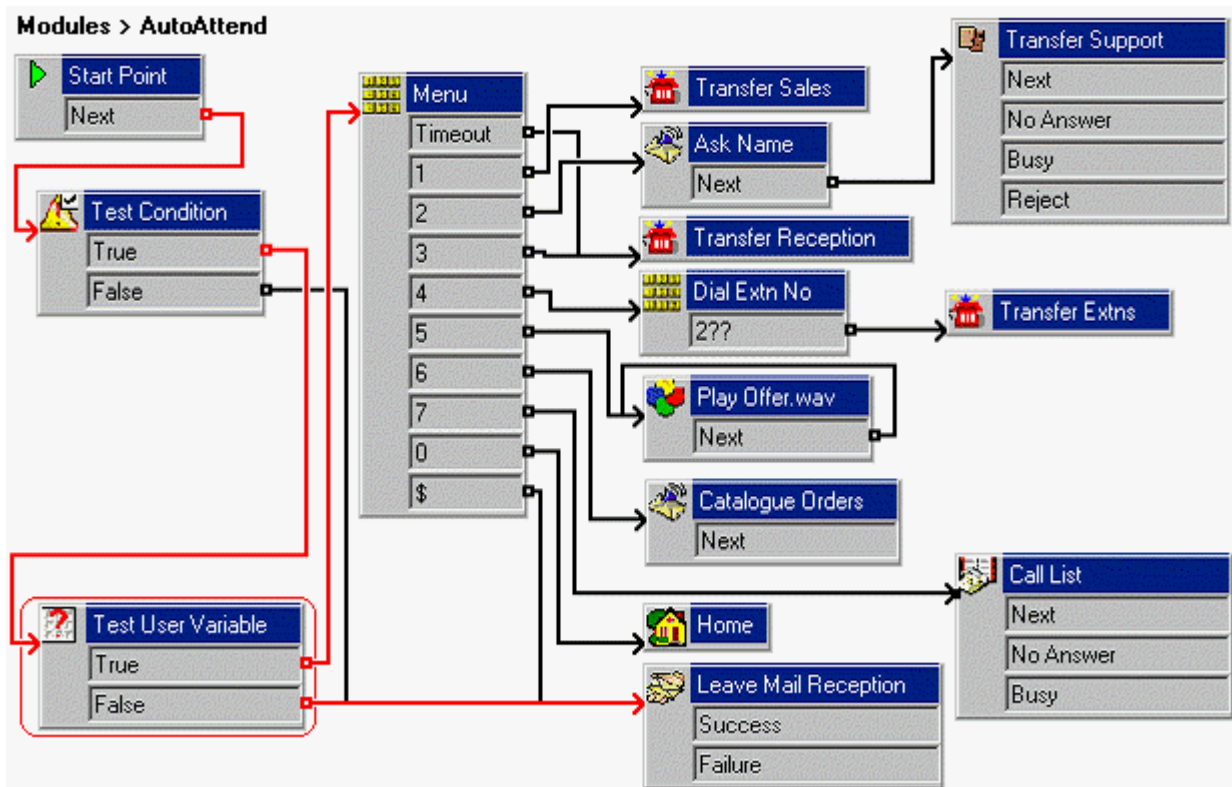 Modules > AutoAttend
Start Point
Next
Test Condition
True
False
Test User Variable
True
False
Menu
Timeout
1
2
3
4
5
6
7
0
$
Transfer Sales
Ask Name
Next
Transfer Reception
Dial Extn No
2??
Play Offer.wav
Next
Catalogue Orders
Next
Home
Leave Mail Reception
Success
Failure
Transfer Support
Next
No Answer
Busy
Reject
Transfer Extns
Call List
Next
No Answer
Busy